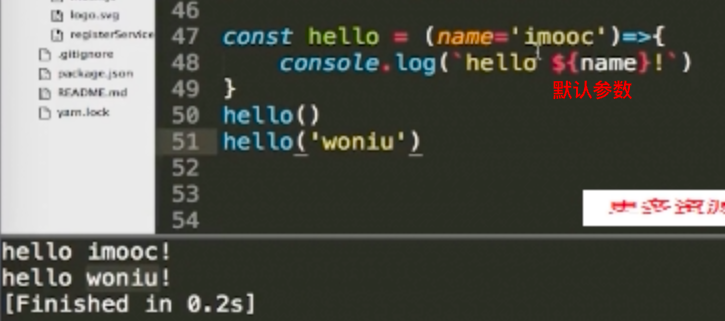 logo.svg
registerService
.gitignore
package.json
README.md
yarn.lock
46
47 const hello = (name='imooc')=>{
48 console.log(`hello ${name}!`)
默认参数
49 }
50 hello()
51 hello('woniu')
52
53
54
hello imooc!
hello woniu!
[Finished in 0.2s]